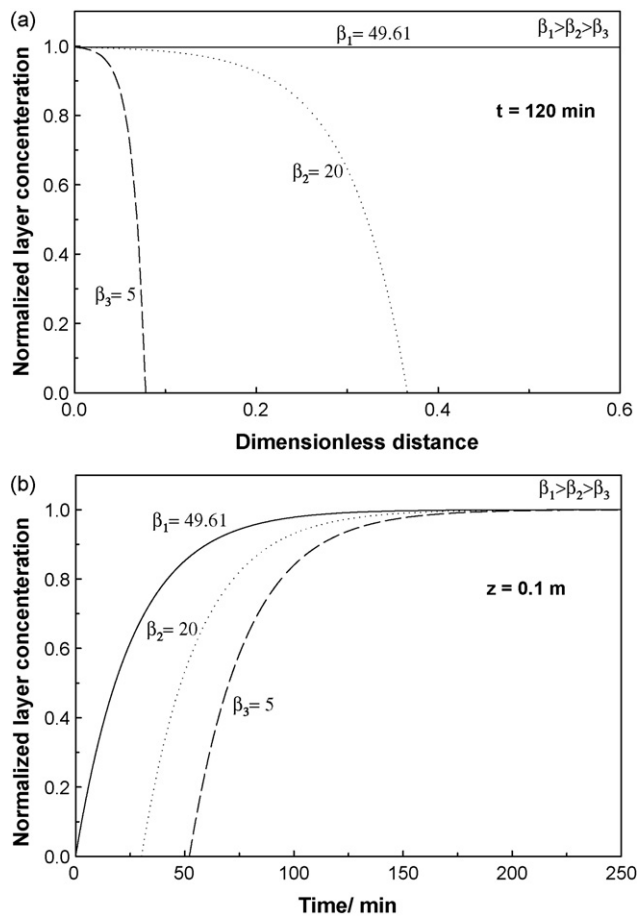 (a)
β1= 49.61
β1>β2>β3
1.0
0.8
0.6
0.4
0.2
0.0
Normalized layer concenteration
t = 120 min
β2= 20
β3= 5
0.0
0.2
0.4
0.6
Dimensionless distance
(b)
β1>β2>β3
β1= 49.61
1.0
0.8
0.6
0.4
0.2
0.0
Normalized layer concenteration
z = 0.1 m
β2= 20
β3= 5
0
50
100
150
200
250
Time/ min